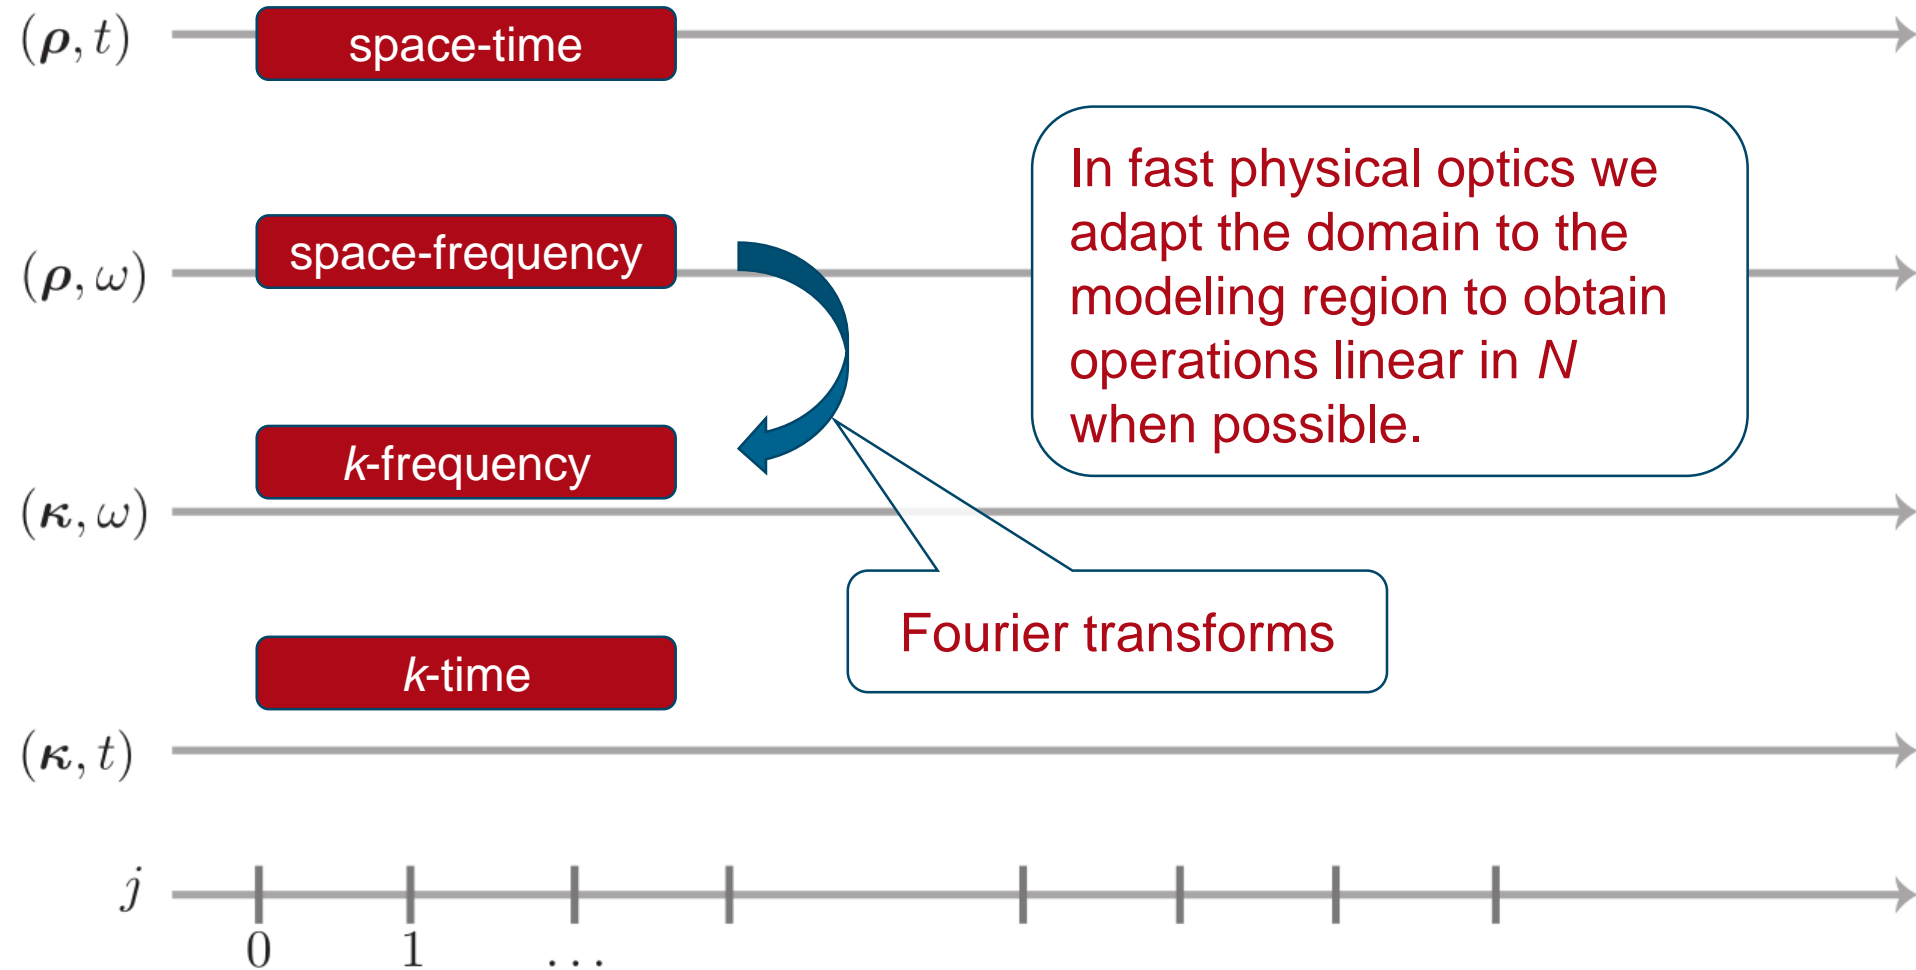 (ρ, t)
space-time
(ρ, ω)
space-frequency
In fast physical optics we
adapt the domain to the
modeling region to obtain
operations linear in N
when possible.
k-frequency
(κ, ω)
Fourier transforms
k-time
(κ, t)
j
0 1 ...